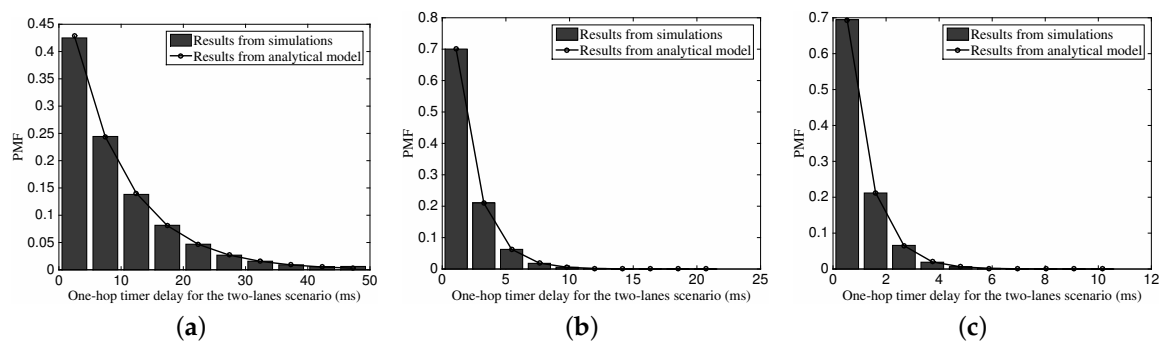 0.45
0.4
0.35
0.3
0.25
0.2
0.15
0.1
0.05
0
PMF
0 10 20 30 40 50
One-hop timer delay for the two-lanes scenario (ms)
Results from simulations
Results from analytical model
(a)
0.8
0.7
0.6
0.5
0.4
0.3
0.2
0.1
0
PMF
0 5 10 15 20 25
One-hop timer delay for the two-lanes scenario (ms)
Results from simulations
Results from analytical model
(b)
0.7
0.6
0.5
0.4
0.3
0.2
0.1
0
PMF
0 2 4 6 8 10 12
One-hop timer delay for the two-lanes scenario (ms)
Results from simulations
Results from analytical model
(c)